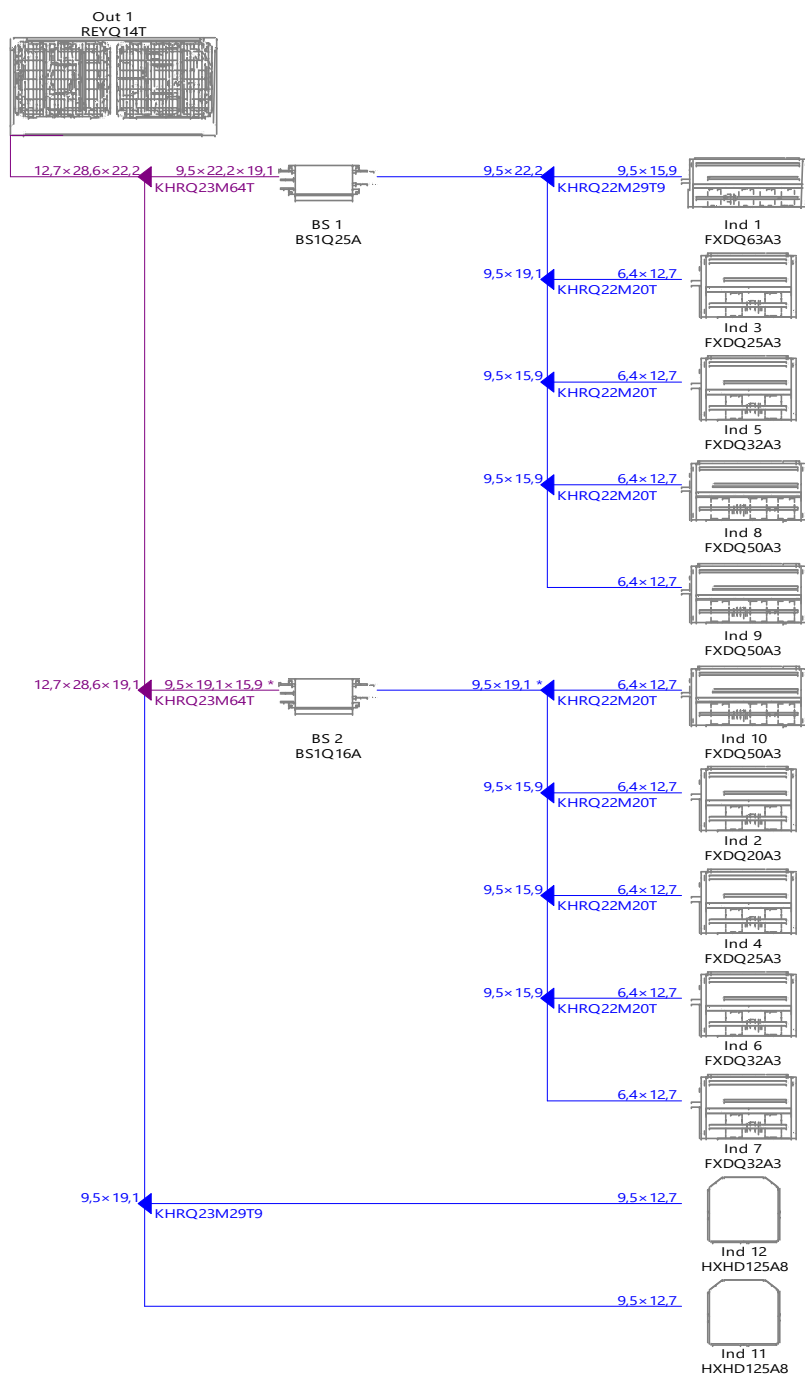 Out 1
REYQ14T
12,7×28,6×22,2
9,5×22,2×19,1
9,5×22,2
9,5×15,9
KHRQ23M64T
KHRQ22M29T9
BS 1
BS1Q25A
Ind 1
FXDQ63A3
9,5×19,1
6,4×12,7
KHRQ22M20T
Ind 3
FXDQ25A3
9,5×15,9
6,4×12,7
KHRQ22M20T
Ind 5
FXDQ32A3
9,5×15,9
6,4×12,7
KHRQ22M20T
Ind 8
FXDQ50A3
6,4×12,7
Ind 9
FXDQ50A3
12,7×28,6×19,1
9,5×19,1×15,9 *
9,5×19,1 *
6,4×12,7
KHRQ23M64T
KHRQ22M20T
BS 2
BS1Q16A
Ind 10
FXDQ50A3
9,5×15,9
6,4×12,7
KHRQ22M20T
Ind 2
FXDQ20A3
9,5×15,9
6,4×12,7
KHRQ22M20T
Ind 4
FXDQ25A3
9,5×15,9
6,4×12,7
KHRQ22M20T
Ind 6
FXDQ32A3
6,4×12,7
Ind 7
FXDQ32A3
9,5×19,1
9,5×12,7
KHRQ23M29T9
Ind 12
HXHD125A8
9,5×12,7
Ind 11
HXHD125A8